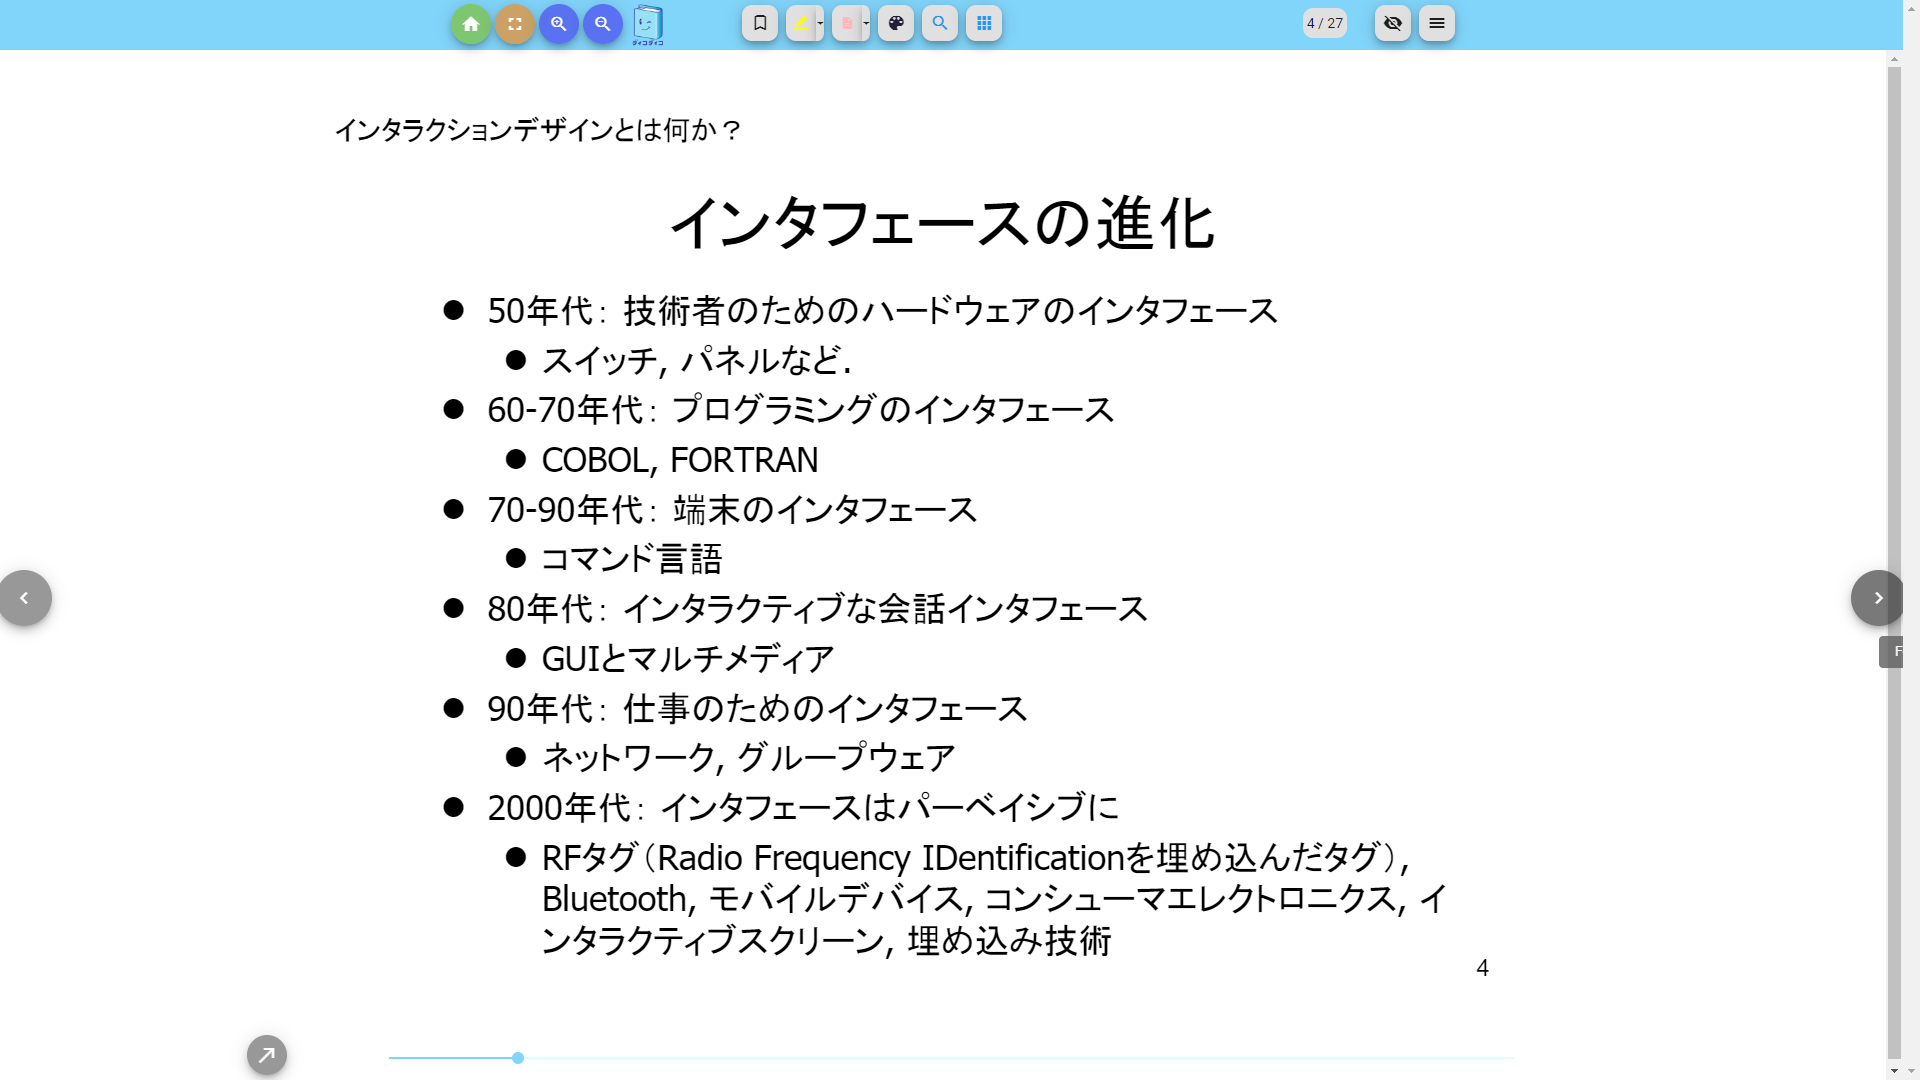 ダイコダイコ
4 / 27
インタラクションデザインとは何か？
インタフェースの進化
● 50年代： 技術者のためのハードウェアのインタフェース
● スイッチ, パネルなど.
● 60-70年代： プログラミングのインタフェース
● COBOL, FORTRAN
● 70-90年代： 端末のインタフェース
● コマンド言語
● 80年代： インタラクティブな会話インタフェース
● GUIとマルチメディア
● 90年代： 仕事のためのインタフェース
● ネットワーク, グループウェア
● 2000年代： インタフェースはパーベイシブに
● RFタグ（Radio Frequency IDentificationを埋め込んだタグ）,
Bluetooth, モバイルデバイス, コンシューマエレクトロニクス, イ
ンタラクティブスクリーン, 埋め込み技術
4
F